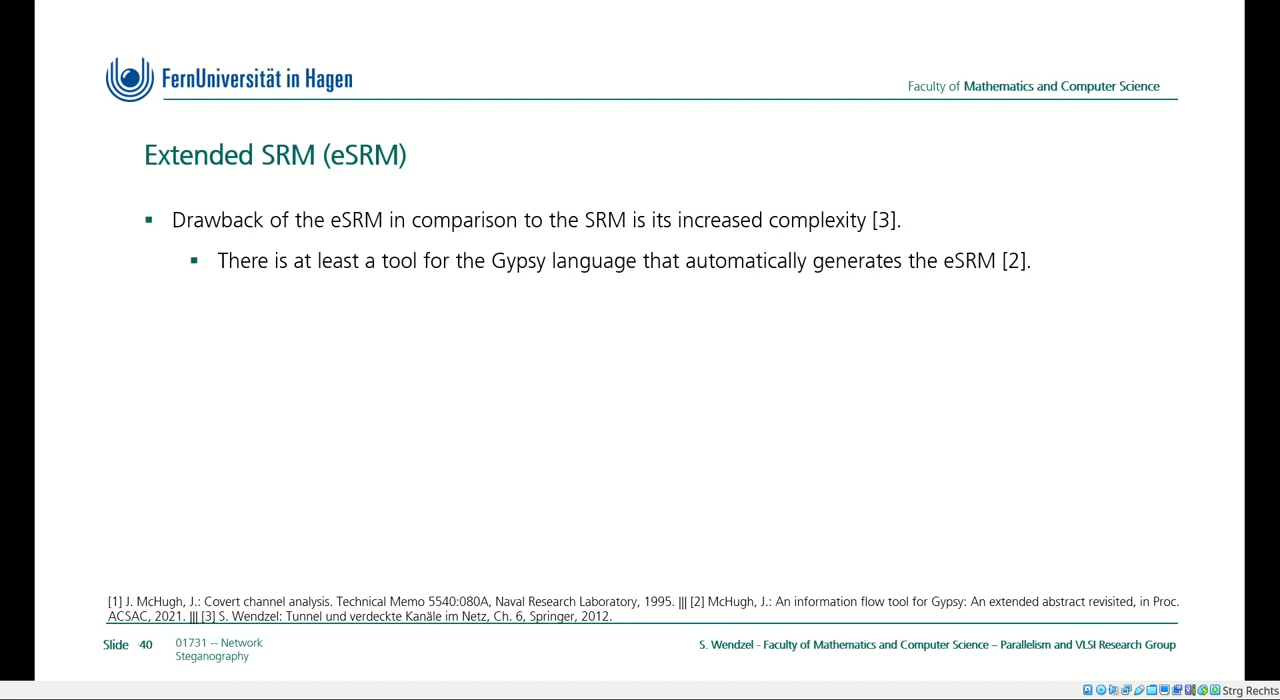 FernUniversität in Hagen
Faculty of Mathematics and Computer Science
Extended SRM (eSRM)
▪ Drawback of the eSRM in comparison to the SRM is its increased complexity [3].
▪ There is at least a tool for the Gypsy language that automatically generates the eSRM [2].
[1] J. McHugh, J.: Covert channel analysis. Technical Memo 5540:080A, Naval Research Laboratory, 1995. ||| [2] McHugh, J.: An information flow tool for Gypsy: An extended abstract revisited, in Proc.
ACSAC, 2021. ||| [3] S. Wendzel: Tunnel und verdeckte Kanäle im Netz, Ch. 6, Springer, 2012.
Slide 40
01731 -- Network
Steganography
S. Wendzel - Faculty of Mathematics and Computer Science – Parallelism and VLSI Research Group
Strg Rechts